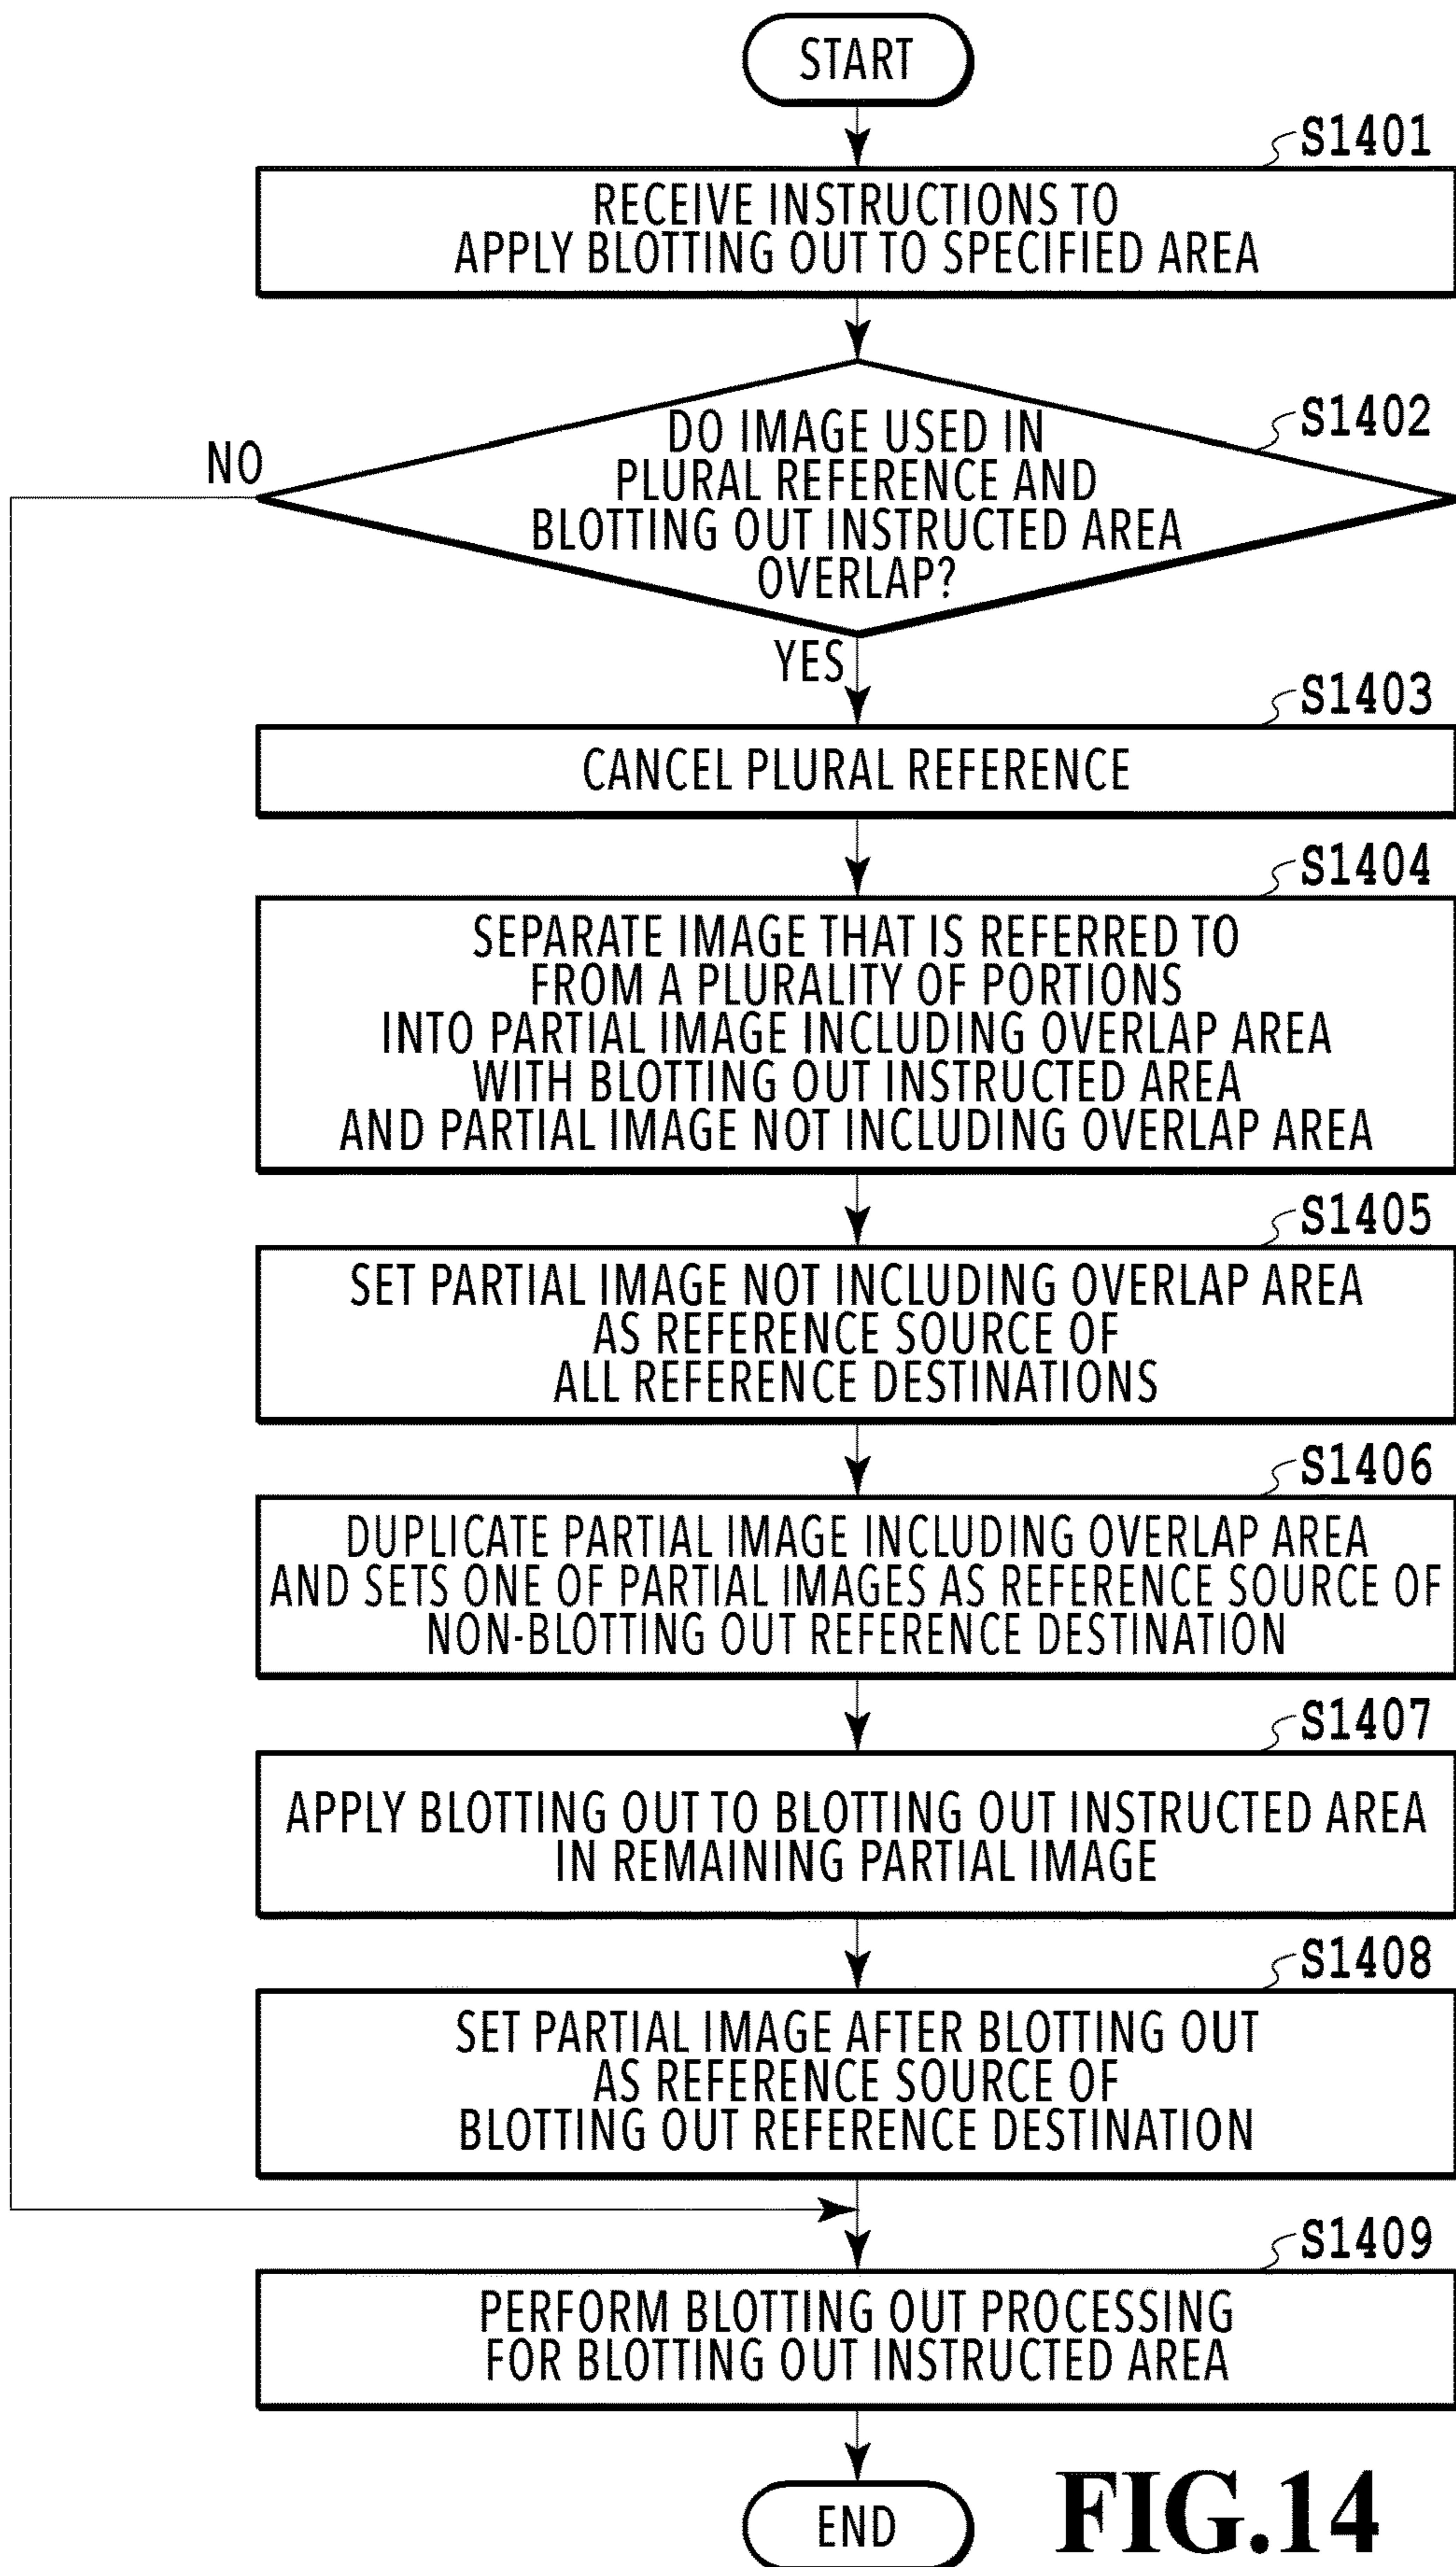 START
S1401
RECEIVE INSTRUCTIONS TO
APPLY BLOTTING OUT TO SPECIFIED AREA
S1402
DO IMAGE USED IN
PLURAL REFERENCE AND
BLOTTING OUT INSTRUCTED AREA
OVERLAP?
NO
YES
S1403
CANCEL PLURAL REFERENCE
S1404
SEPARATE IMAGE THAT IS REFERRED TO
FROM A PLURALITY OF PORTIONS
INTO PARTIAL IMAGE INCLUDING OVERLAP AREA
WITH BLOTTING OUT INSTRUCTED AREA
AND PARTIAL IMAGE NOT INCLUDING OVERLAP AREA
S1405
SET PARTIAL IMAGE NOT INCLUDING OVERLAP AREA
AS REFERENCE SOURCE OF
ALL REFERENCE DESTINATIONS
S1406
DUPLICATE PARTIAL IMAGE INCLUDING OVERLAP AREA
AND SETS ONE OF PARTIAL IMAGES AS REFERENCE SOURCE OF
NON-BLOTTING OUT REFERENCE DESTINATION
S1407
APPLY BLOTTING OUT TO BLOTTING OUT INSTRUCTED AREA
IN REMAINING PARTIAL IMAGE
S1408
SET PARTIAL IMAGE AFTER BLOTTING OUT
AS REFERENCE SOURCE OF
BLOTTING OUT REFERENCE DESTINATION
S1409
PERFORM BLOTTING OUT PROCESSING
FOR BLOTTING OUT INSTRUCTED AREA
END
FIG.14